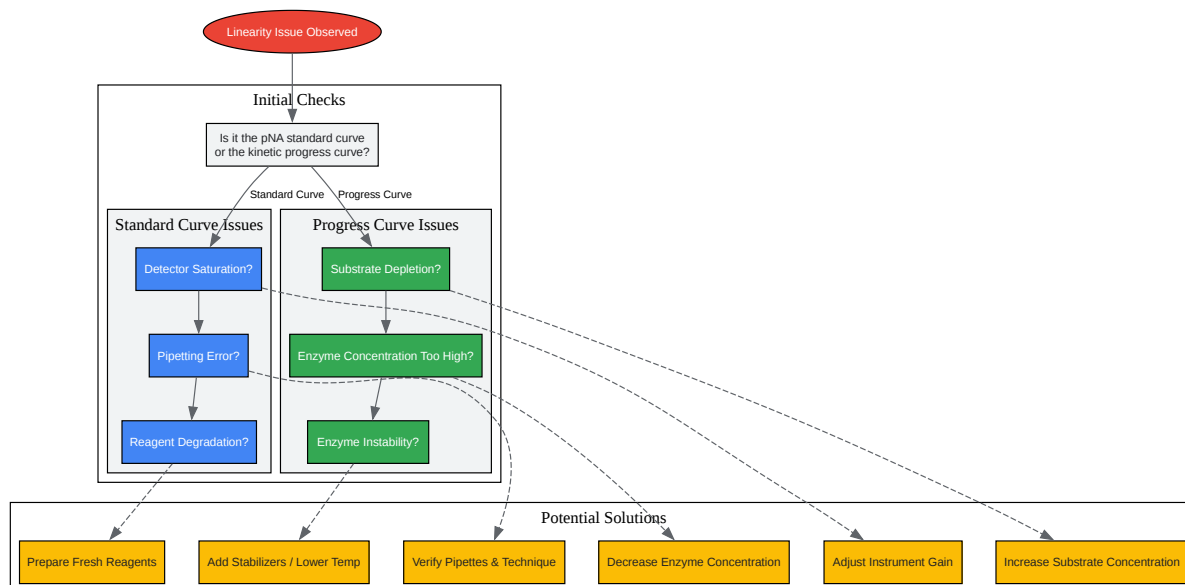 Linearity Issue Observed
Initial Checks
Is it the pNA standard curve
or the kinetic progress curve?
Standard Curve
Progress Curve
Standard Curve Issues
Progress Curve Issues
Detector Saturation?
Substrate Depletion?
Pipetting Error?
Enzyme Concentration Too High?
Reagent Degradation?
Enzyme Instability?
Potential Solutions
Prepare Fresh Reagents
Add Stabilizers / Lower Temp
Verify Pipettes & Technique
Decrease Enzyme Concentration
Adjust Instrument Gain
Increase Substrate Concentration